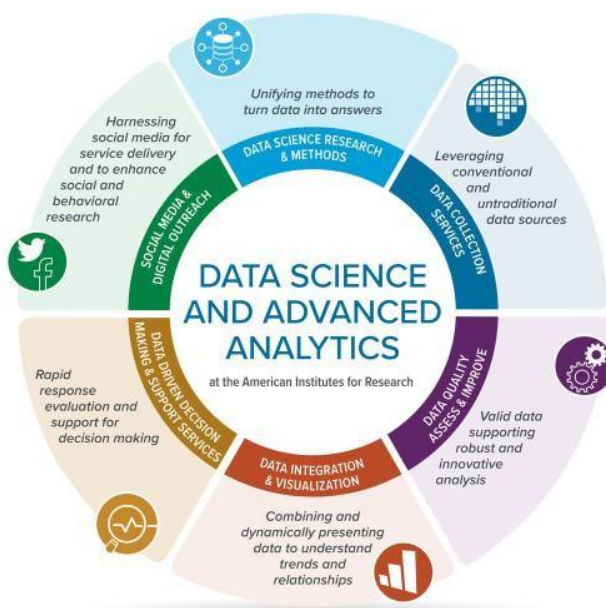 DATA SCIENCE
AND ADVANCED
ANALYTICS
at the American Institutes for Research
DATA SCIENCE RESEARCH
& METHODS
Unifying methods to
turn data into answers
DATA COLLECTION
SERVICES
Leveraging
conventional
and
untraditional
data sources
DATA QUALITY
ASSESS & IMPROVE
Valid data
supporting
robust and
innovative
analysis
DATA INTEGRATION
& VISUALIZATION
Combining and
dynamically presenting
data to understand
trends and
relationships
DATA DRIVEN DECISION
MAKING & SUPPORT SERVICES
Rapid
response
evaluation and
support for
decision making
SOCIAL MEDIA &
DIGITAL OUTREACH
Harnessing
social media for
service delivery
and to enhance
social and
behavioral
research